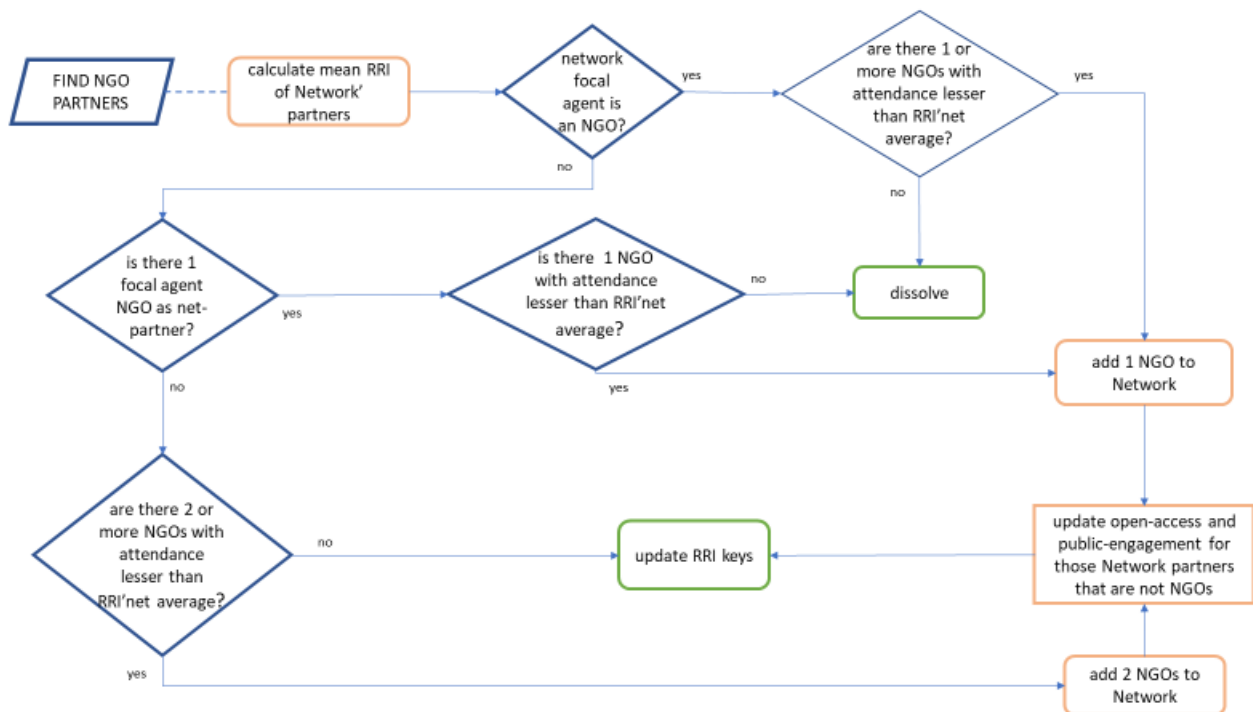 FIND NGO
PARTNERS
calculate mean RRI
of Network'
partners
network
focal
agent is
an NGO?
yes
are there 1 or
more NGOs with
attendance lesser
than RRI'net
average?
yes
no
no
is there 1
focal agent
NGO as net-
partner?
yes
is there  1 NGO
with attendance
lesser than RRI'net
average?
no
dissolve
yes
add 1 NGO to
Network
no
are there 2 or
more NGOs with
attendance
lesser than
RRI'net average?
no
update RRI keys
update open-access and
public-engagement for
those Network partners
that are not NGOs
yes
add 2 NGOs to
Network